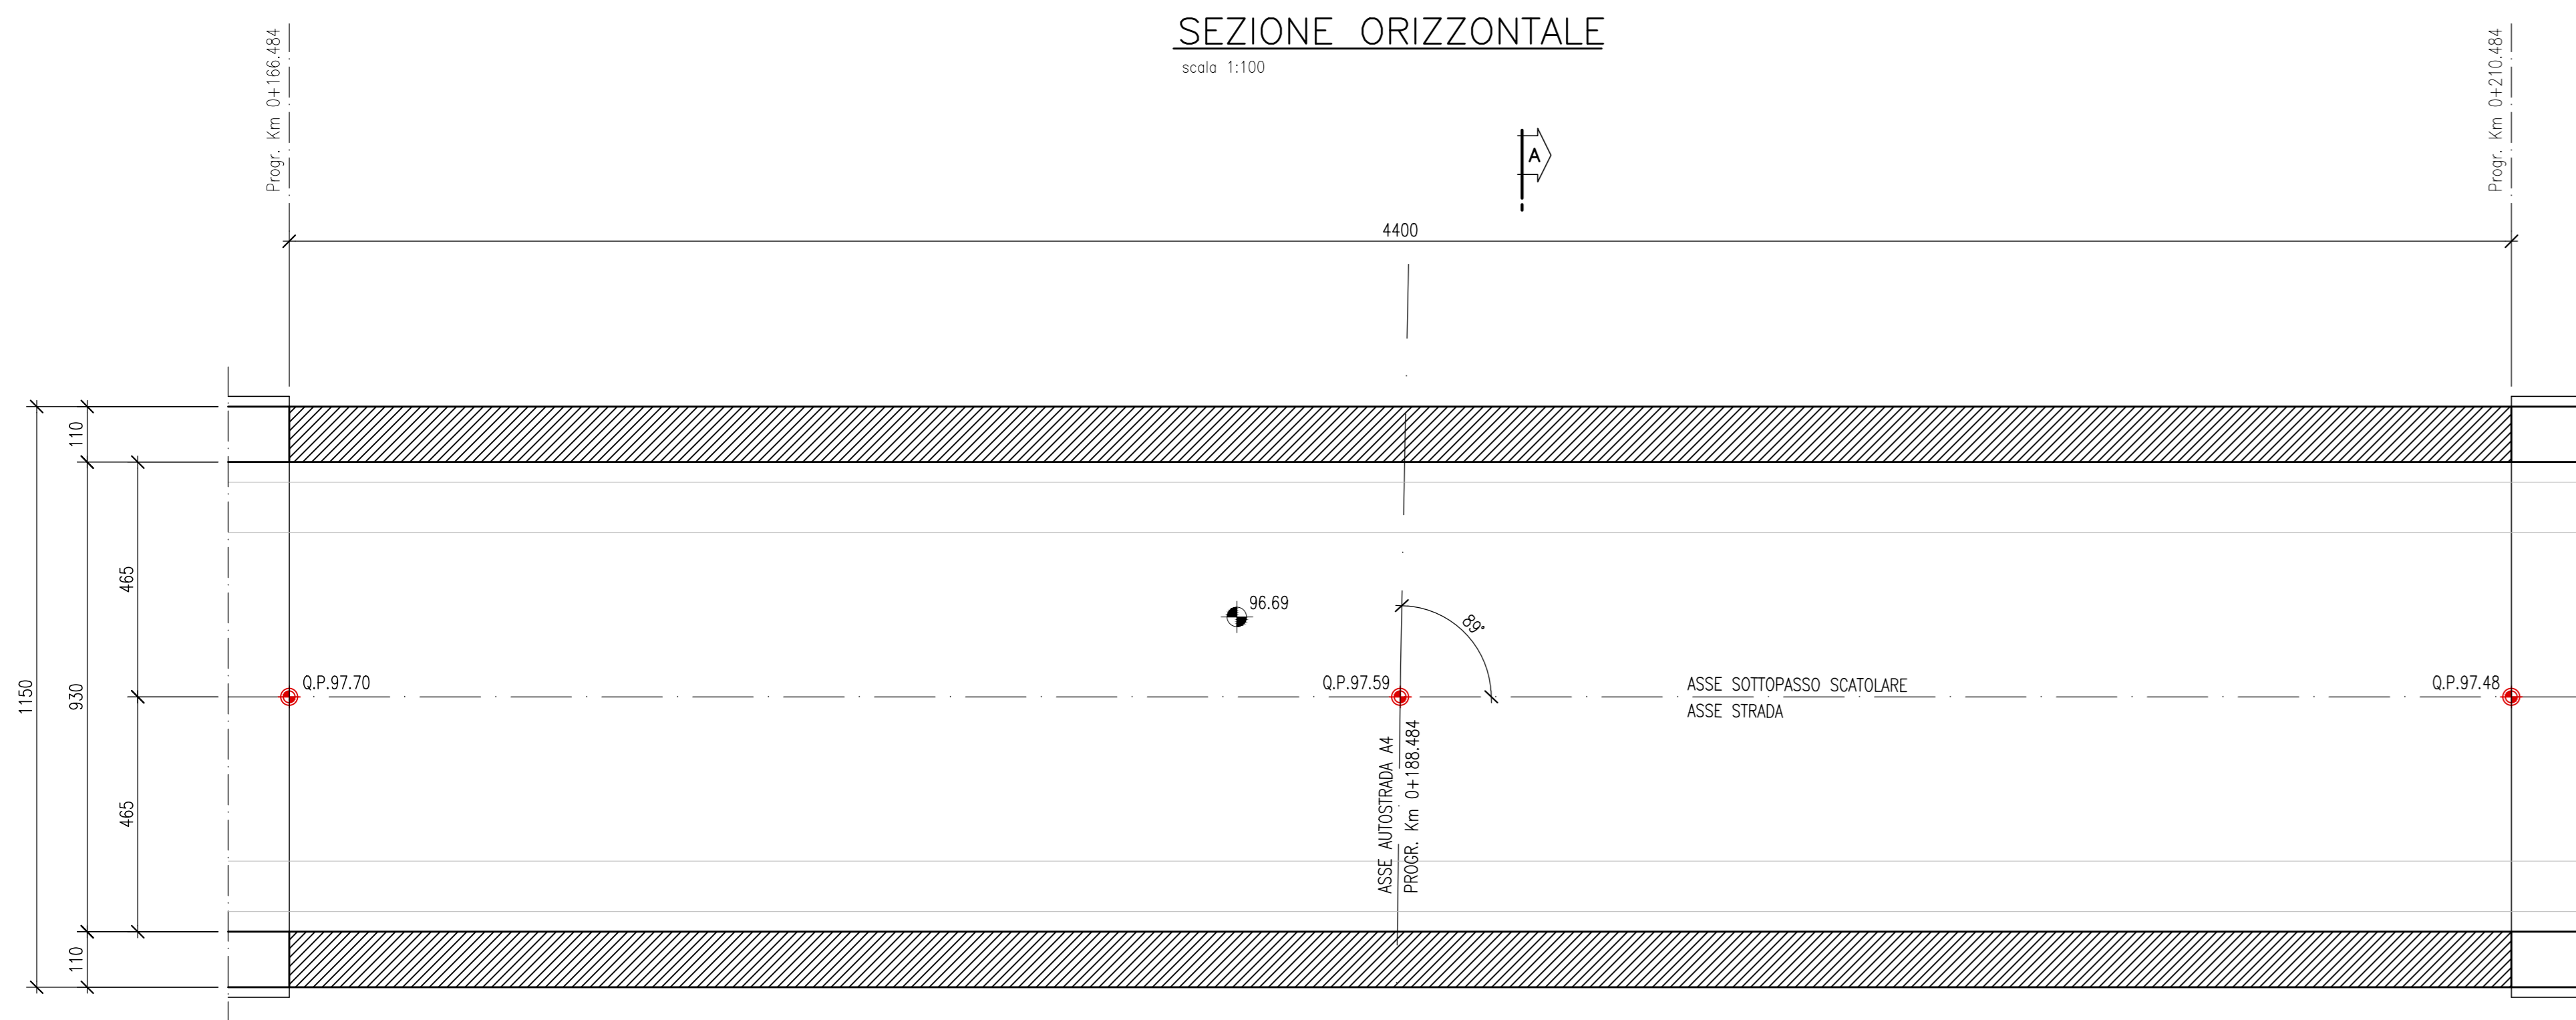 SEZIONE ORIZZONTALE
scala 1:100
Progr. Km 0+166.484
Progr. Km 0+210.484
A
4400
110
465
1150
930
465
110
96.69
89°
Q.P.97.70
Q.P.97.59
Q.P.97.48
ASSE SOTTOPASSO SCATOLARE
ASSE STRADA
ASSE AUTOSTRADA A4
PROGR. Km 0+188.484